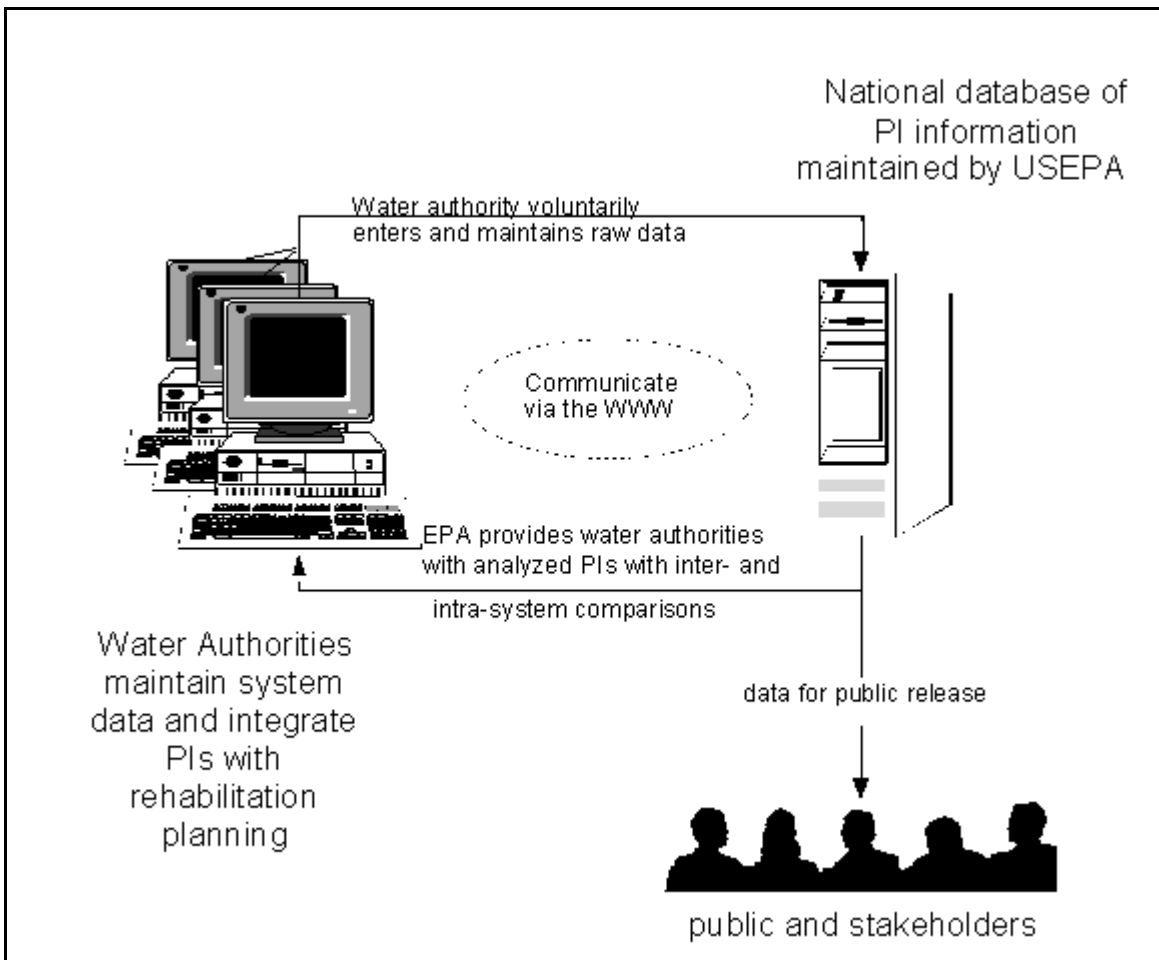 National database of
PI information
maintained by USEPA
Water authority voluntarily
enters and maintains raw data
Communicate
via the WWW
EPA provides water authorities
with analyzed PIs with inter- and
intra-system comparisons
Water Authorities
maintain system
data and integrate
PIs with
rehabilitation
planning
data for public release
public and stakeholders